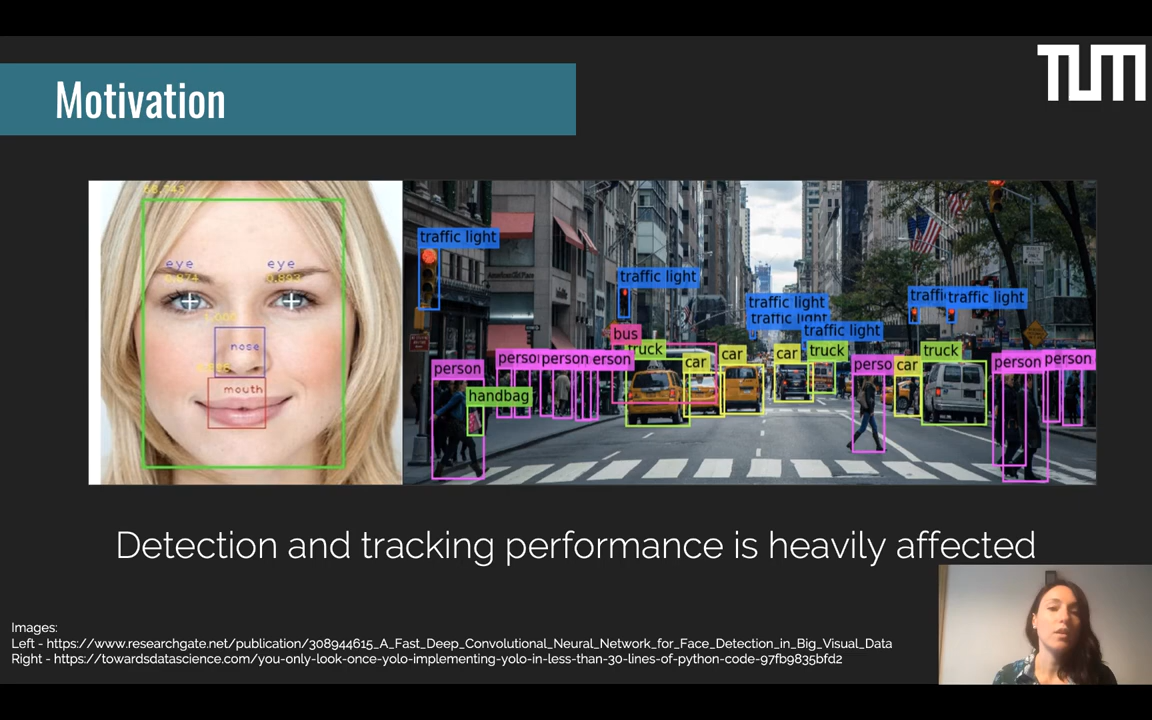 TUM
Motivation
eye
eye
nose
mouth
traffic light
traffic light
traffic light
traffic light
traffic light
traffic light
bus
truck
car
car
car
truck
car
truck
person
person
person
person
person
person
handbag
Detection and tracking performance is heavily affected
Images:
Left - https://www.researchgate.net/publication/308944615_A_Fast_Deep_Convolutional_Neural_Network_for_Face_Detection_in_Big_Visual_Data
Right - https://towardsdatascience.com/you-only-look-once-yolo-implementing-yolo-in-less-than-30-lines-of-python-code-97fb9835bfd2